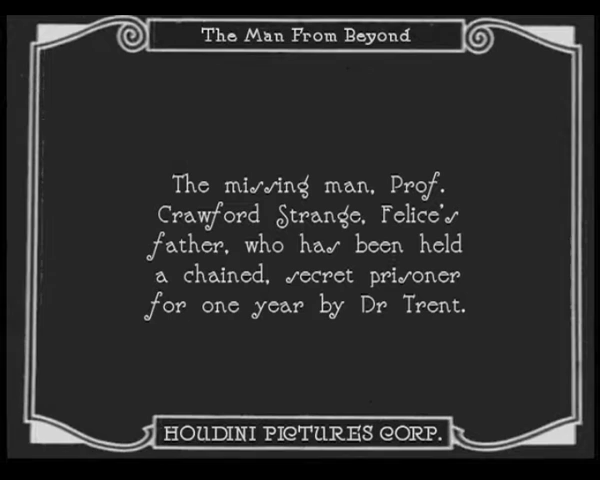 The Man From Beyond
The missing man, Prof.
Crawford Strange, Felice's
father, who has been held
a chained, secret prisoner
for one year by Dr Trent.
HOUDINI PICTURES CORP.